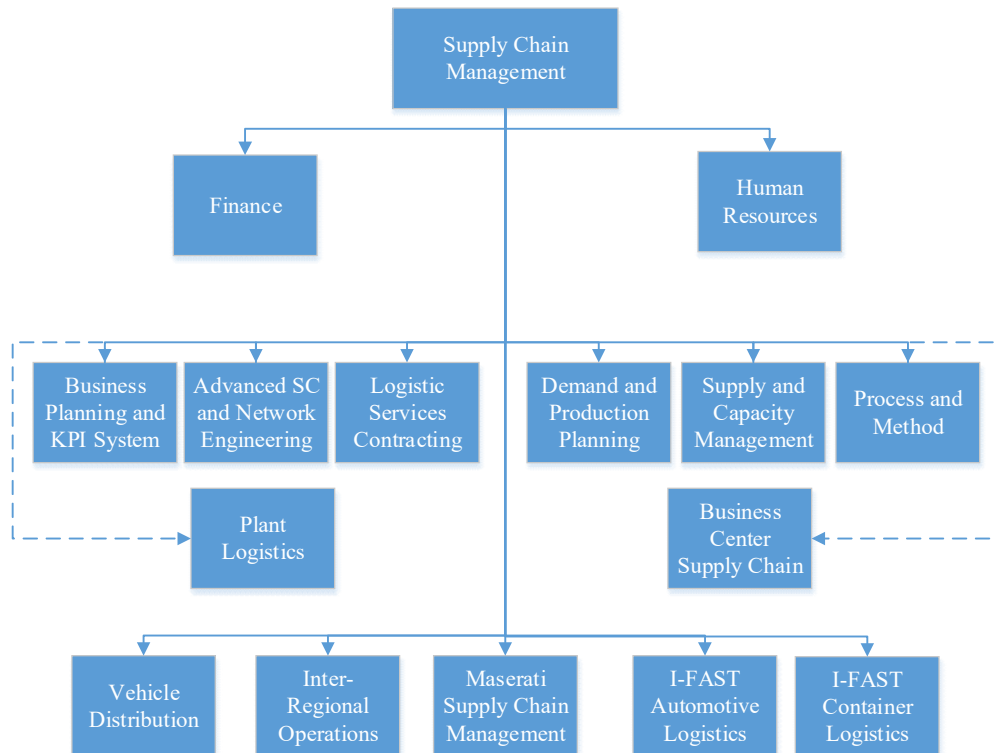 Supply Chain
Management
Finance
Human
Resources
Business
Planning and
KPI System
Advanced SC
and Network
Engineering
Logistic
Services
Contracting
Demand and
Production
Planning
Supply and
Capacity
Management
Process and
Method
Plant
Logistics
Business
Center
Supply Chain
Vehicle
Distribution
Inter-
Regional
Operations
Maserati
Supply Chain
Management
I-FAST
Automotive
Logistics
I-FAST
Container
Logistics